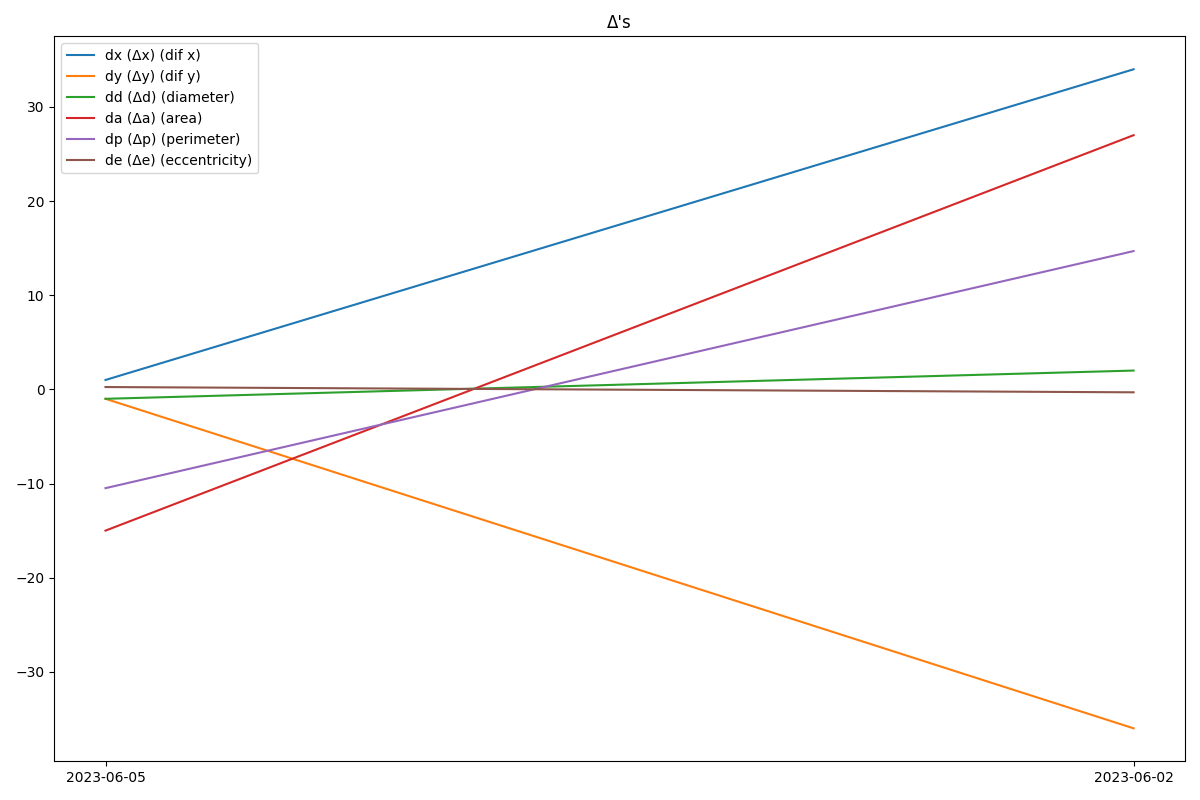 Δ's
dx (Δx) (dif x)
dy (Δy) (dif y)
dd (Δd) (diameter)
da (Δa) (area)
dp (Δp) (perimeter)
de (Δe) (eccentricity)
30
20
10
0
−10
−20
−30
2023-06-05 2023-06-02